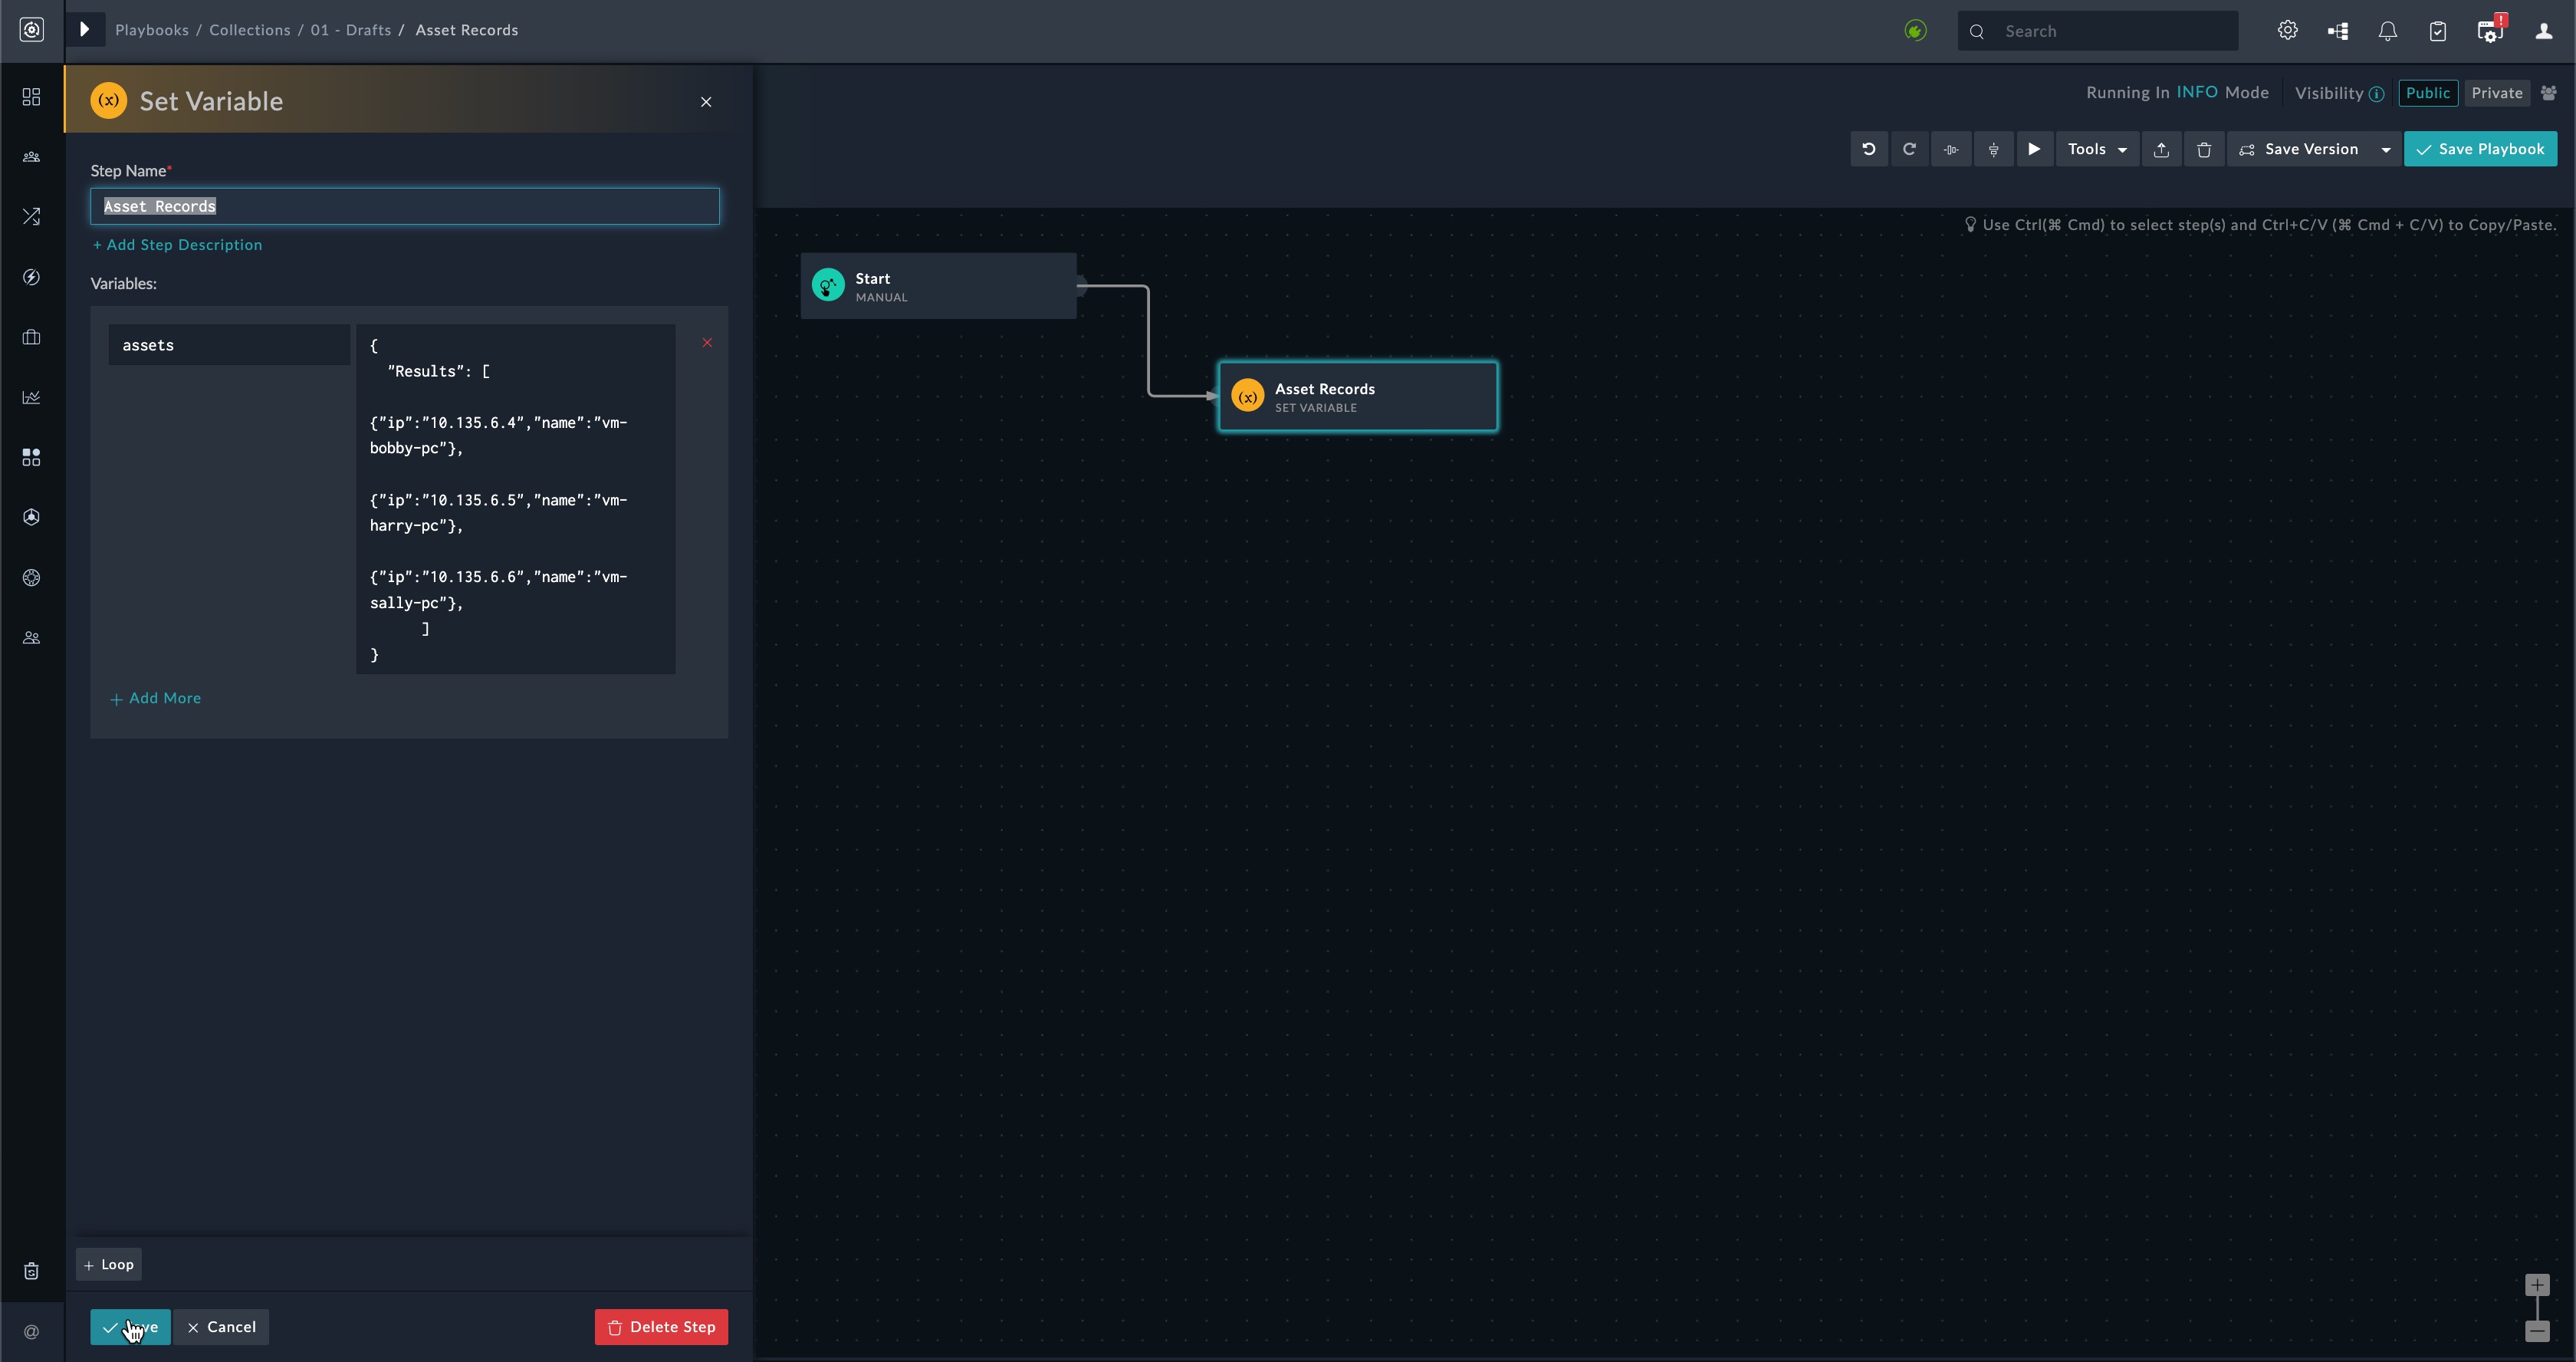 Playbooks / Collections / 01 - Drafts / Asset Records
Search
!
(x) Set Variable
Running In INFO Mode
Visibility
Public
Private
Tools
Save Version
Save Playbook
Step Name*
Asset Records
+ Add Step Description
Variables:
assets
{
"Results": [
{"ip":"10.135.6.4","name":"vm-
bobby-pc"},
{"ip":"10.135.6.5","name":"vm-
harry-pc"},
{"ip":"10.135.6.6","name":"vm-
sally-pc"},
]
}
+ Add More
Use Ctrl(⌘ Cmd) to select step(s) and Ctrl+C/V (⌘ Cmd + C/V) to Copy/Paste.
Start
MANUAL
(x) Asset Records
SET VARIABLE
+ Loop
Cancel
Delete Step
@